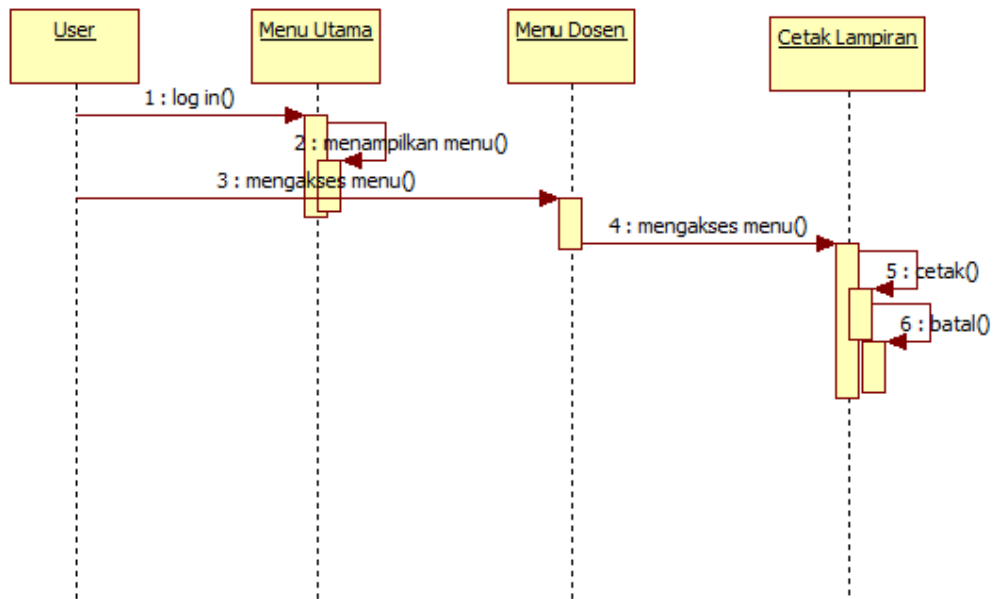 User
Menu Utama
Menu Dosen
Cetak Lampiran
1 : log in()
2 : menampilkan menu()
3 : mengakses menu()
4 : mengakses menu()
5 : cetak()
6 : batal()